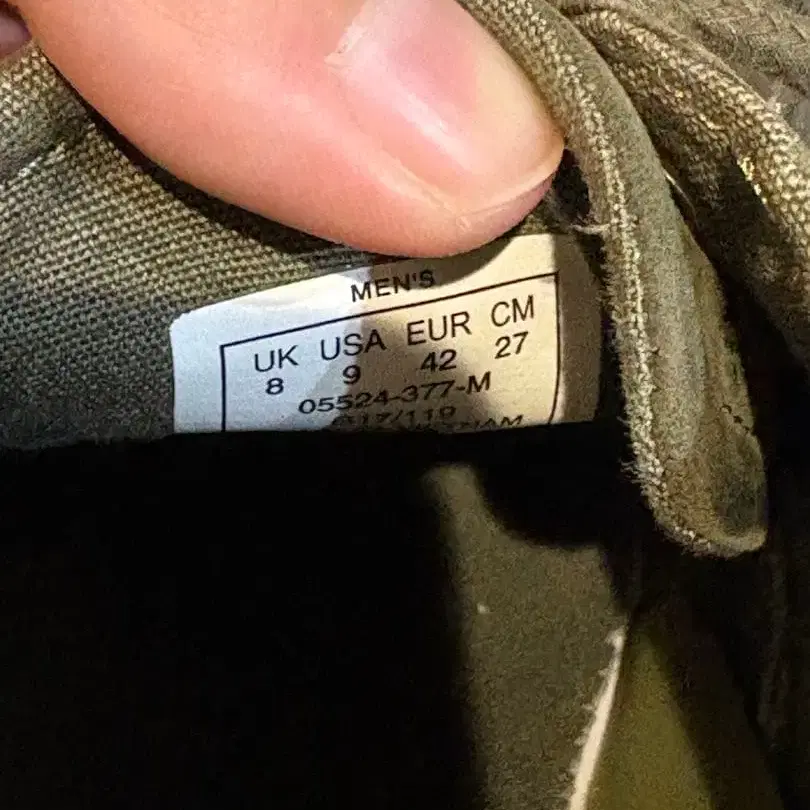 MEN'S
UK USA EUR CM
8 9 42 27
05524-377-M